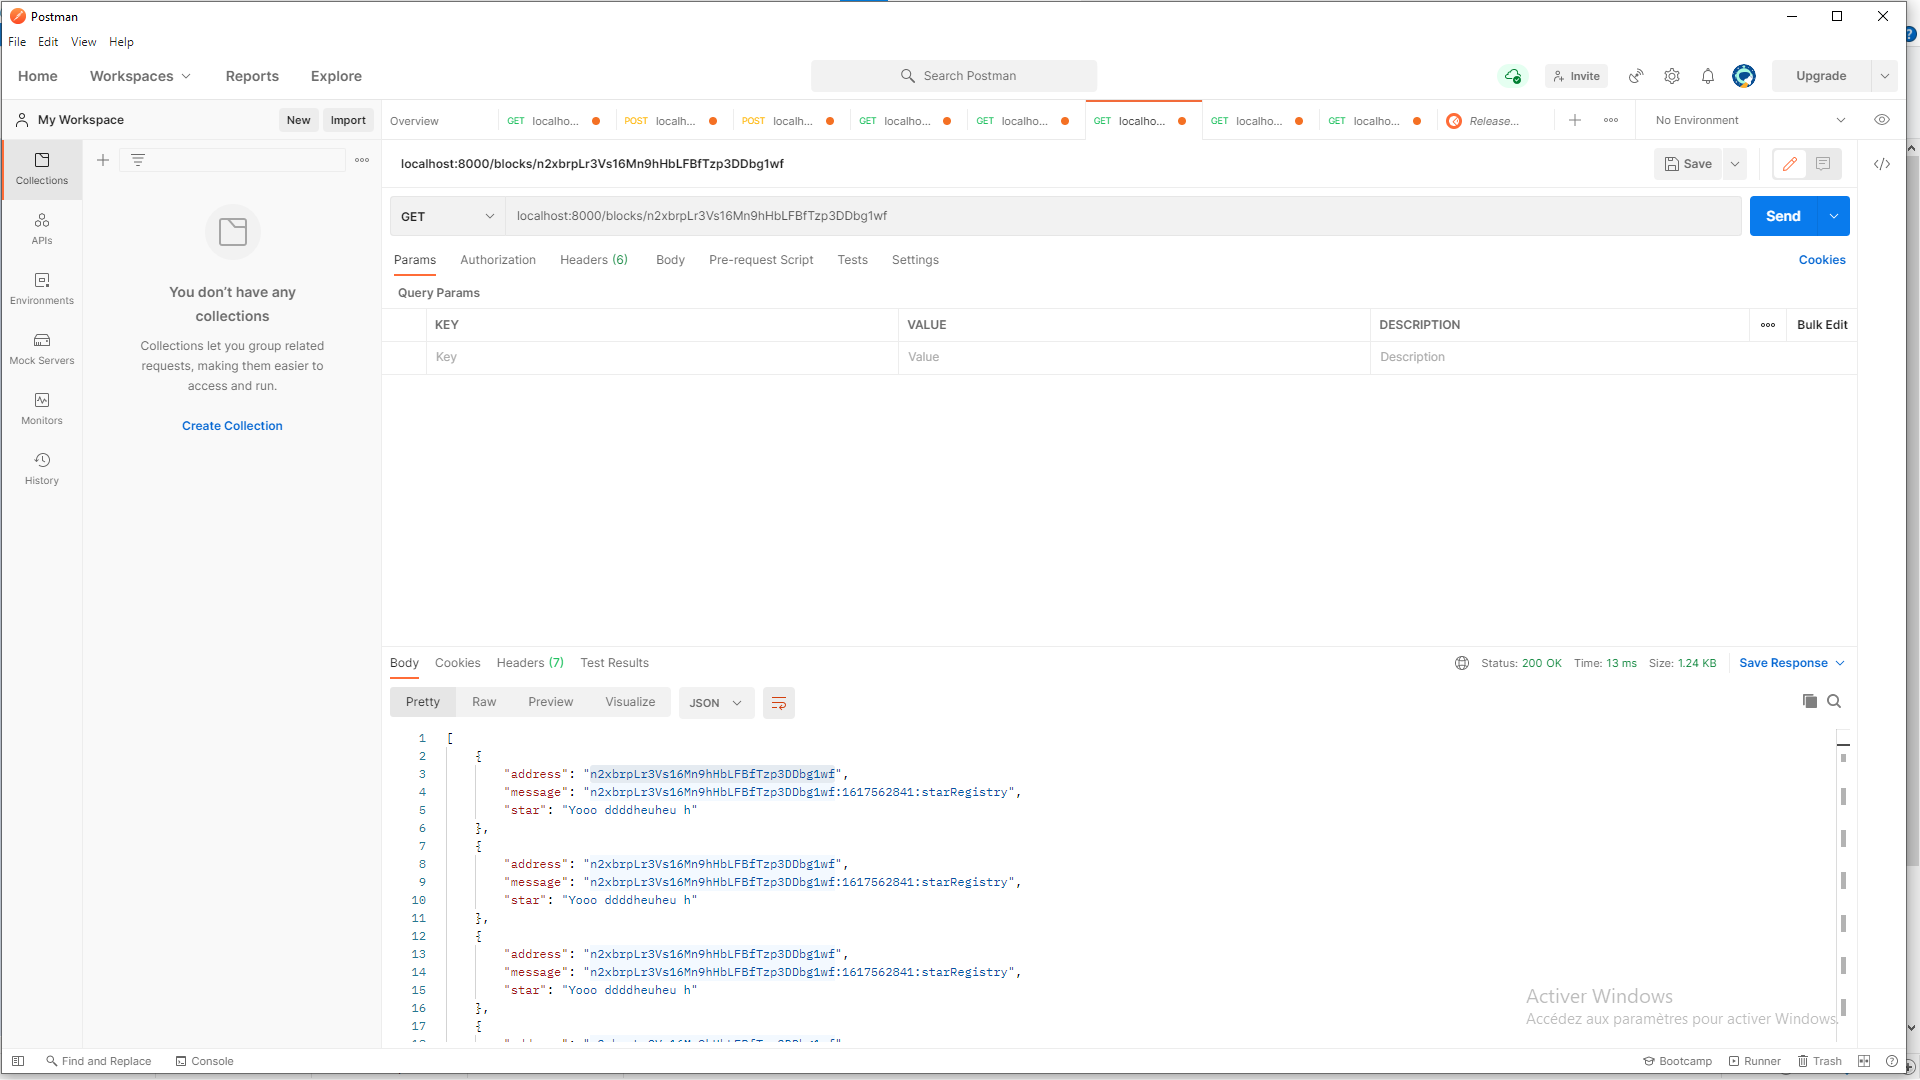 Postman
File Edit View Help
Home Workspaces Reports Explore Search Postman Invite Upgrade
My Workspace New Import Overview GET localho... POST localh... POST localh... GET localho... GET localho... GET localho... GET localho... GET localho... Release... No Environment
Collections
APIs
Environments
Mock Servers
Monitors
History
You don't have any
collections
Collections let you group related
requests, making them easier to
access and run.
Create Collection
localhost:8000/blocks/n2xbrpLr3Vs16Mn9hHbLFBfTzp3DDbg1wf Save
GET localhost:8000/blocks/n2xbrpLr3Vs16Mn9hHbLFBfTzp3DDbg1wf Send
Params Authorization Headers (6) Body Pre-request Script Tests Settings Cookies
Query Params
KEY VALUE DESCRIPTION Bulk Edit
Key Value Description
Body Cookies Headers (7) Test Results Status: 200 OK Time: 13 ms Size: 1.24 KB Save Response
Pretty Raw Preview Visualize JSON
1 [
2 {
3 "address": "n2xbrpLr3Vs16Mn9hHbLFBfTzp3DDbg1wf",
4 "message": "n2xbrpLr3Vs16Mn9hHbLFBfTzp3DDbg1wf:1617562841:starRegistry",
5 "star": "Yooo ddddheuheu h"
6 },
7 {
8 "address": "n2xbrpLr3Vs16Mn9hHbLFBfTzp3DDbg1wf",
9 "message": "n2xbrpLr3Vs16Mn9hHbLFBfTzp3DDbg1wf:1617562841:starRegistry",
10 "star": "Yooo ddddheuheu h"
11 },
12 {
13 "address": "n2xbrpLr3Vs16Mn9hHbLFBfTzp3DDbg1wf",
14 "message": "n2xbrpLr3Vs16Mn9hHbLFBfTzp3DDbg1wf:1617562841:starRegistry",
15 "star": "Yooo ddddheuheu h"
16 },
17 {
Activer Windows
Accédez aux paramètres pour activer Windows.
Find and Replace Console Bootcamp Runner Trash